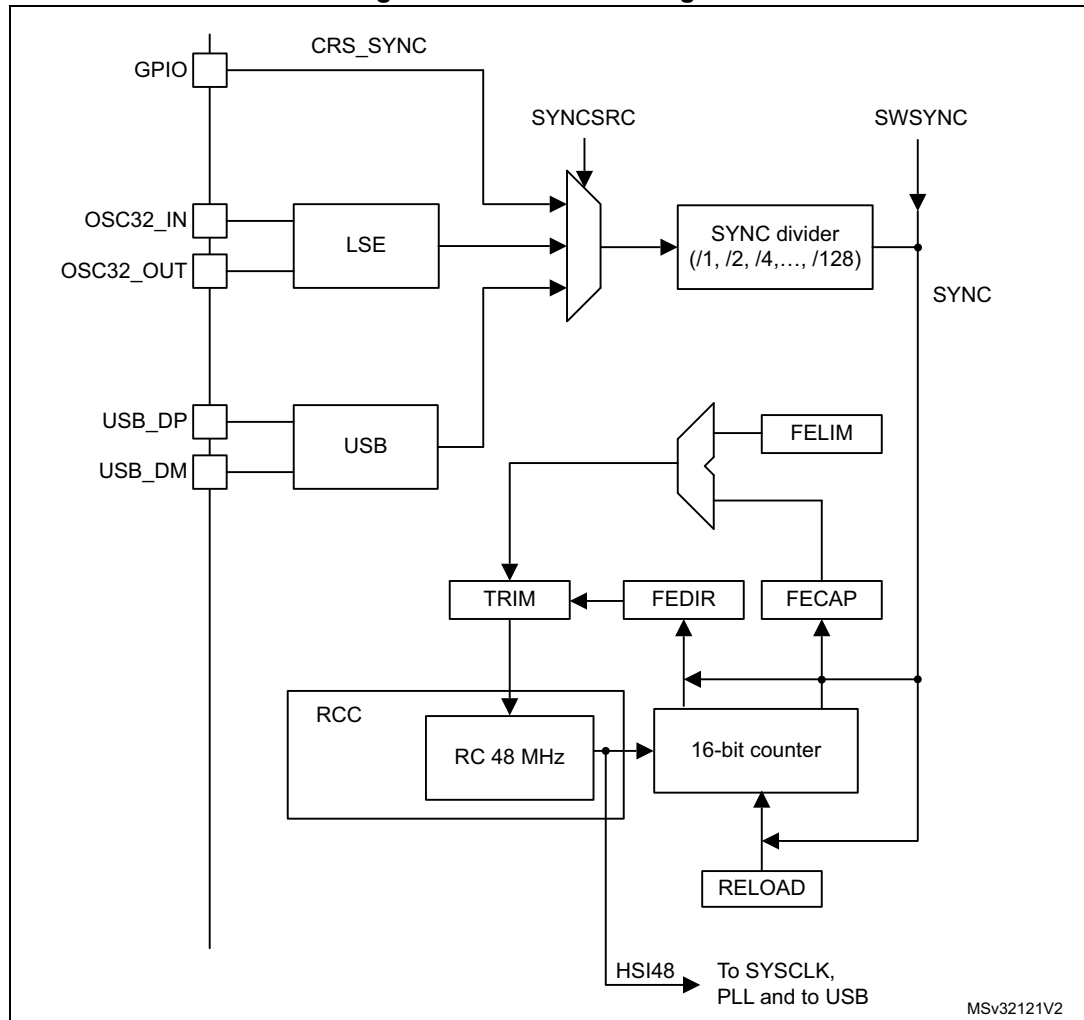 CRS_SYNC
GPIO
SYNCSRC
SWSYNC
OSC32_IN
LSE
OSC32_OUT
SYNC divider
(/1, /2, /4,…, /128)
SYNC
USB_DP
USB
USB_DM
FELIM
TRIM
FEDIR
FECAP
RCC
RC 48 MHz
16-bit counter
RELOAD
HSI48
To SYSCLK,
PLL and to USB
MSv32121V2